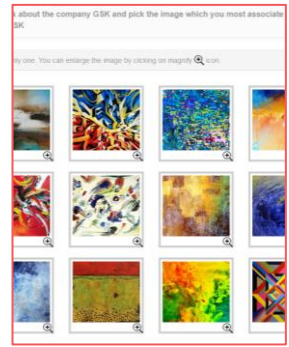 about the company GSK and pick the image which you most associate
SK
only one. You can enlarge the image by clicking on magnify icon.